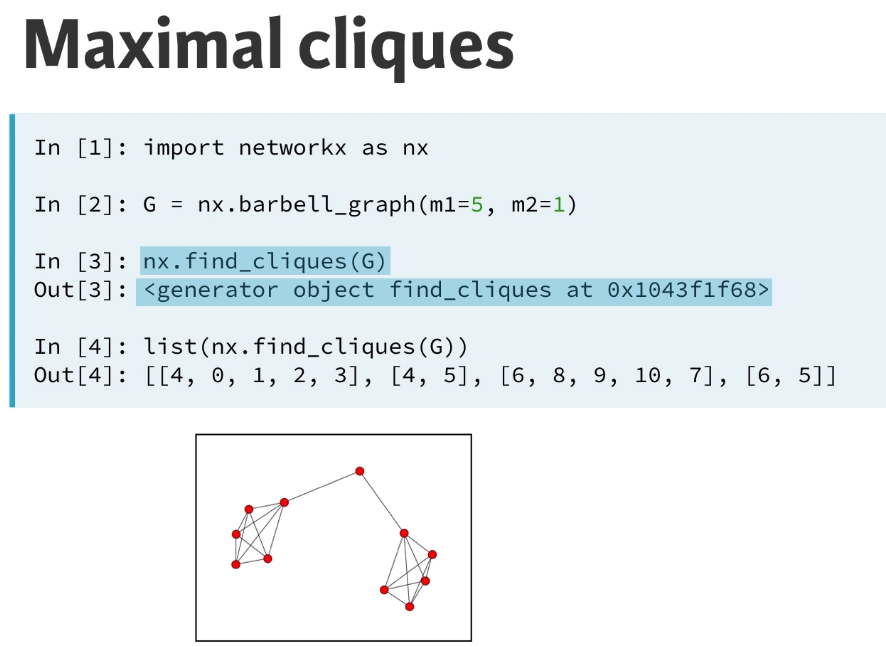 Maximal cliques
In [1]: import networkx as nx
In [2]: G = nx.barbell_graph(m1=5, m2=1)
In [3]: nx.find_cliques(G)
Out[3]: <generator object find_cliques at 0x1043f1f68>
In [4]: list(nx.find_cliques(G))
Out[4]: [[4, 0, 1, 2, 3], [4, 5], [6, 8, 9, 10, 7], [6, 5]]